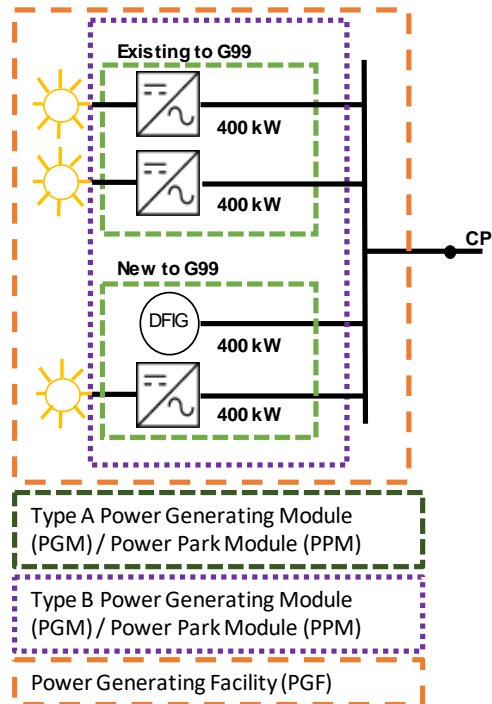 Existing to G99
400 kW
400 kW
CP
New to G99
DFIG
400 kW
400 kW
Type A Power Generating Module
(PGM) / Power Park Module (PPM)
Type B Power Generating Module
(PGM) / Power Park Module (PPM)
Power Generating Facility (PGF)